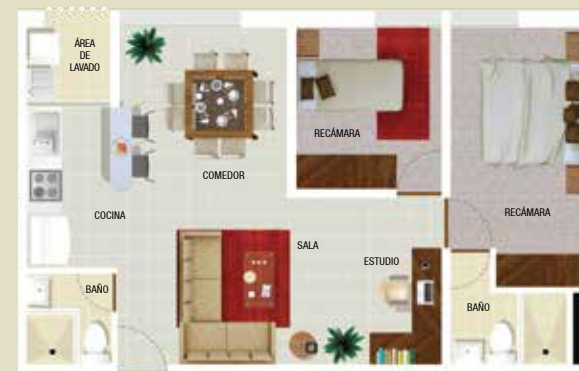 ÁREA
DE
LAVADO
RECÁMARA
COMEDOR
RECÁMARA
COCINA
SALA
ESTUDIO
BAÑO
BAÑO